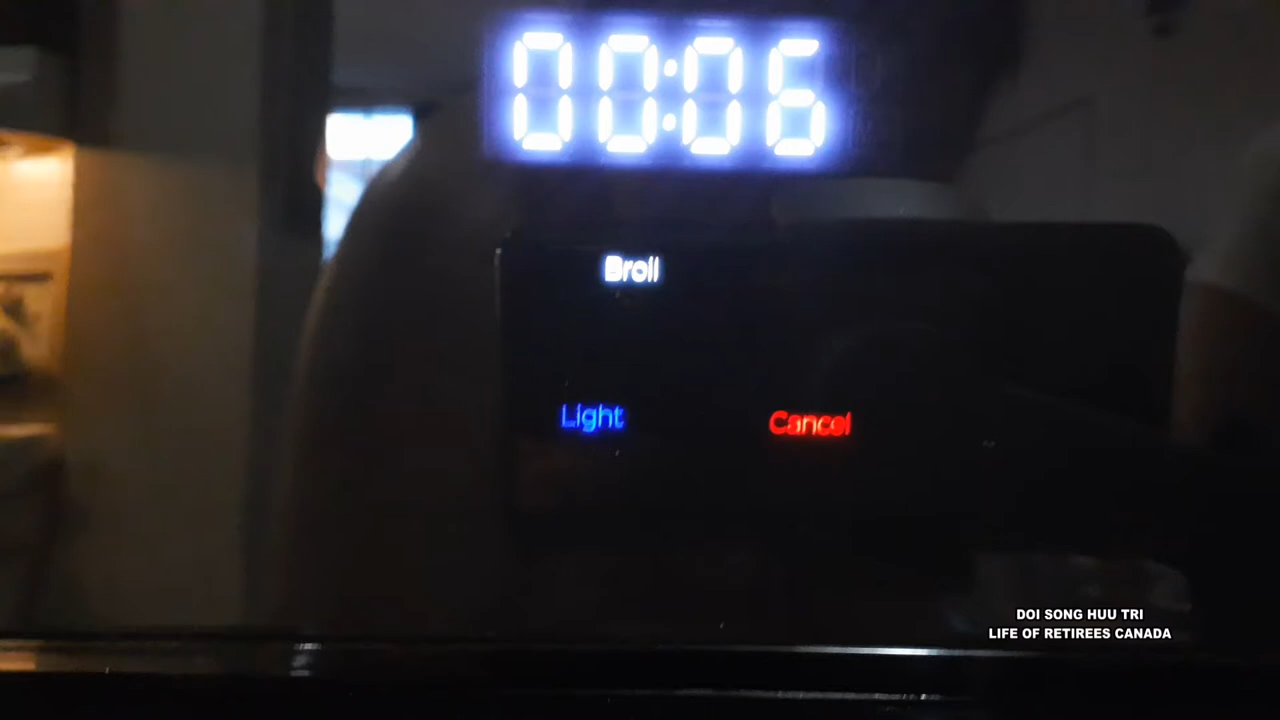 00:06
Broil
Light
Cancel
DOI SONG HUU TRI
LIFE OF RETIREES CANADA